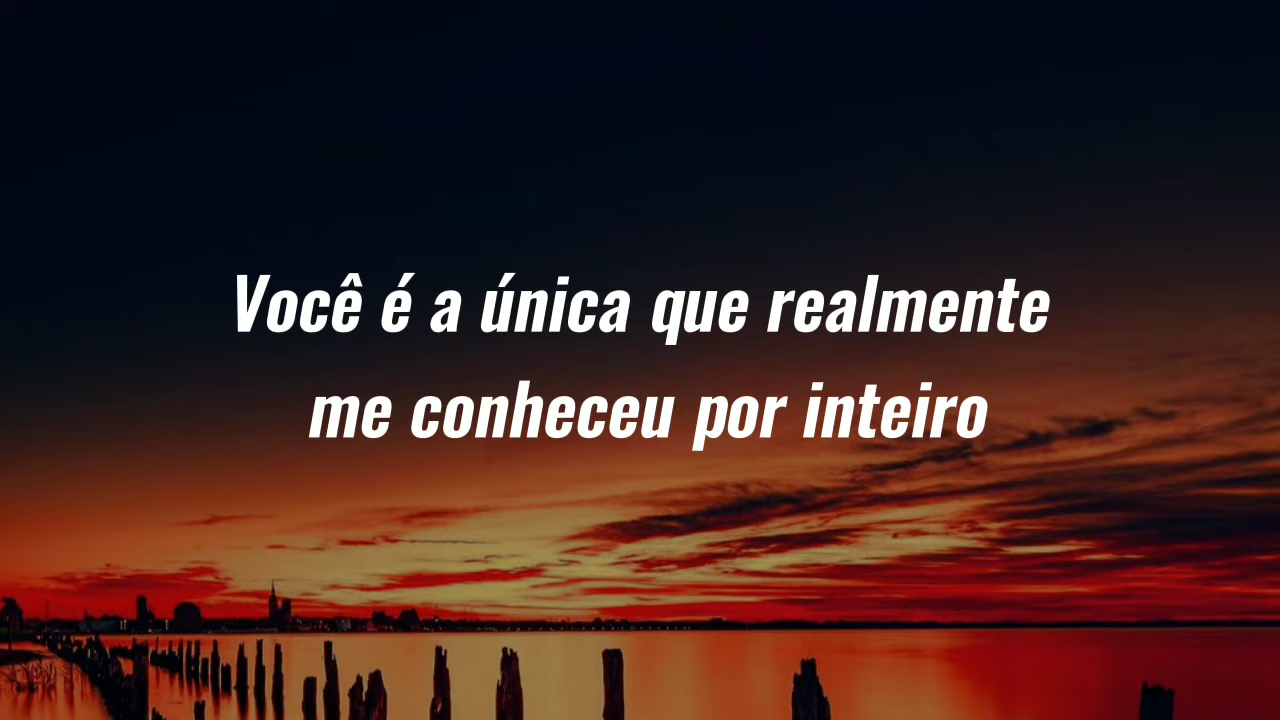 Você é a única que realmente
me conheceu por inteiro